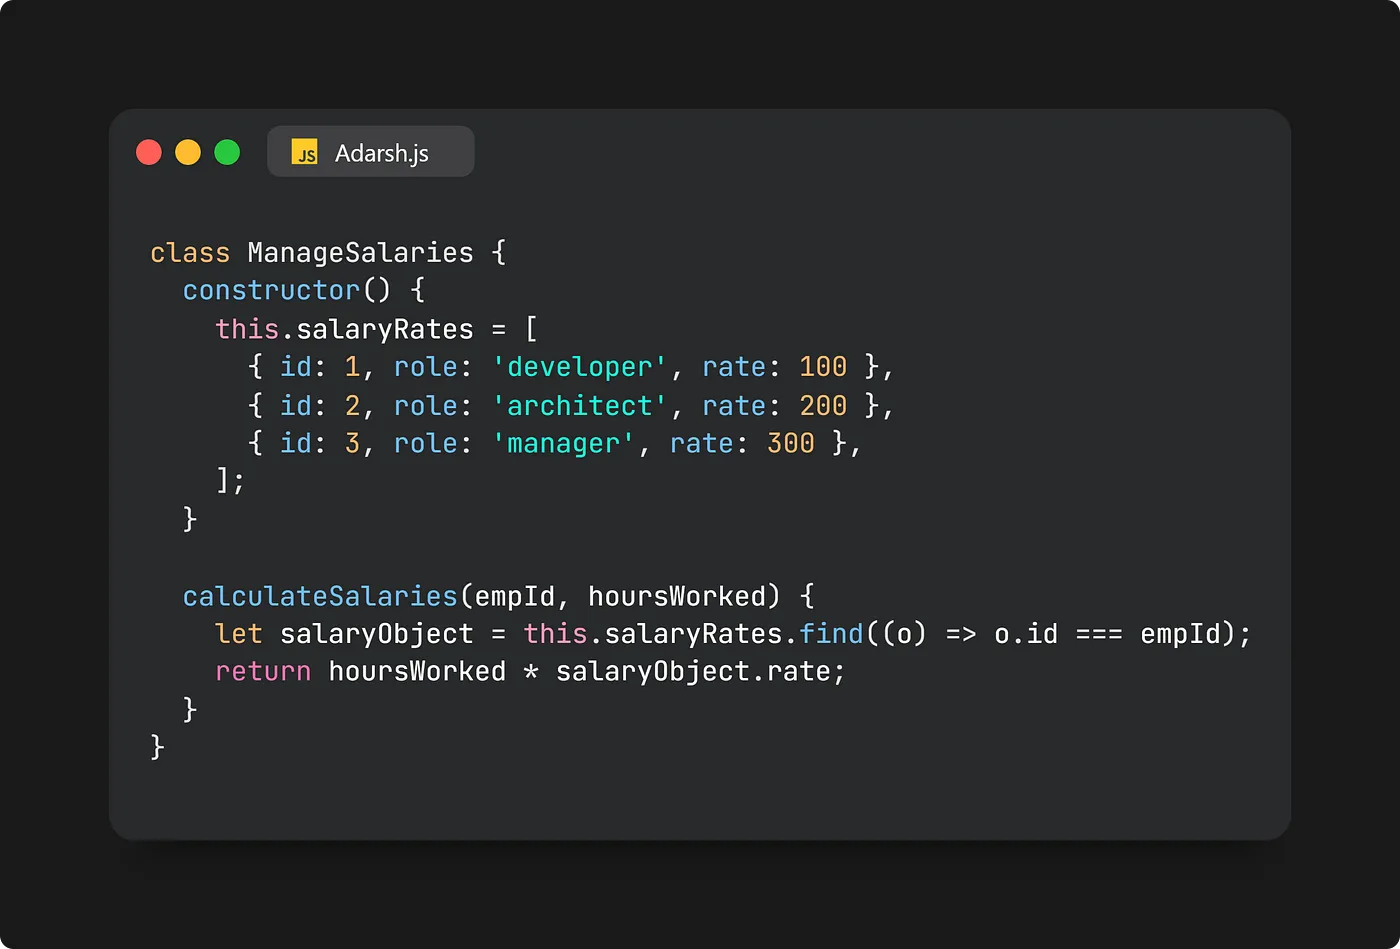 JS Adarsh.js
class ManageSalaries {
  constructor() {
    this.salaryRates = [
      { id: 1, role: 'developer', rate: 100 },
      { id: 2, role: 'architect', rate: 200 },
      { id: 3, role: 'manager', rate: 300 },
    ];
  }

  calculateSalaries(empId, hoursWorked) {
    let salaryObject = this.salaryRates.find((o) => o.id === empId);
    return hoursWorked * salaryObject.rate;
  }
}